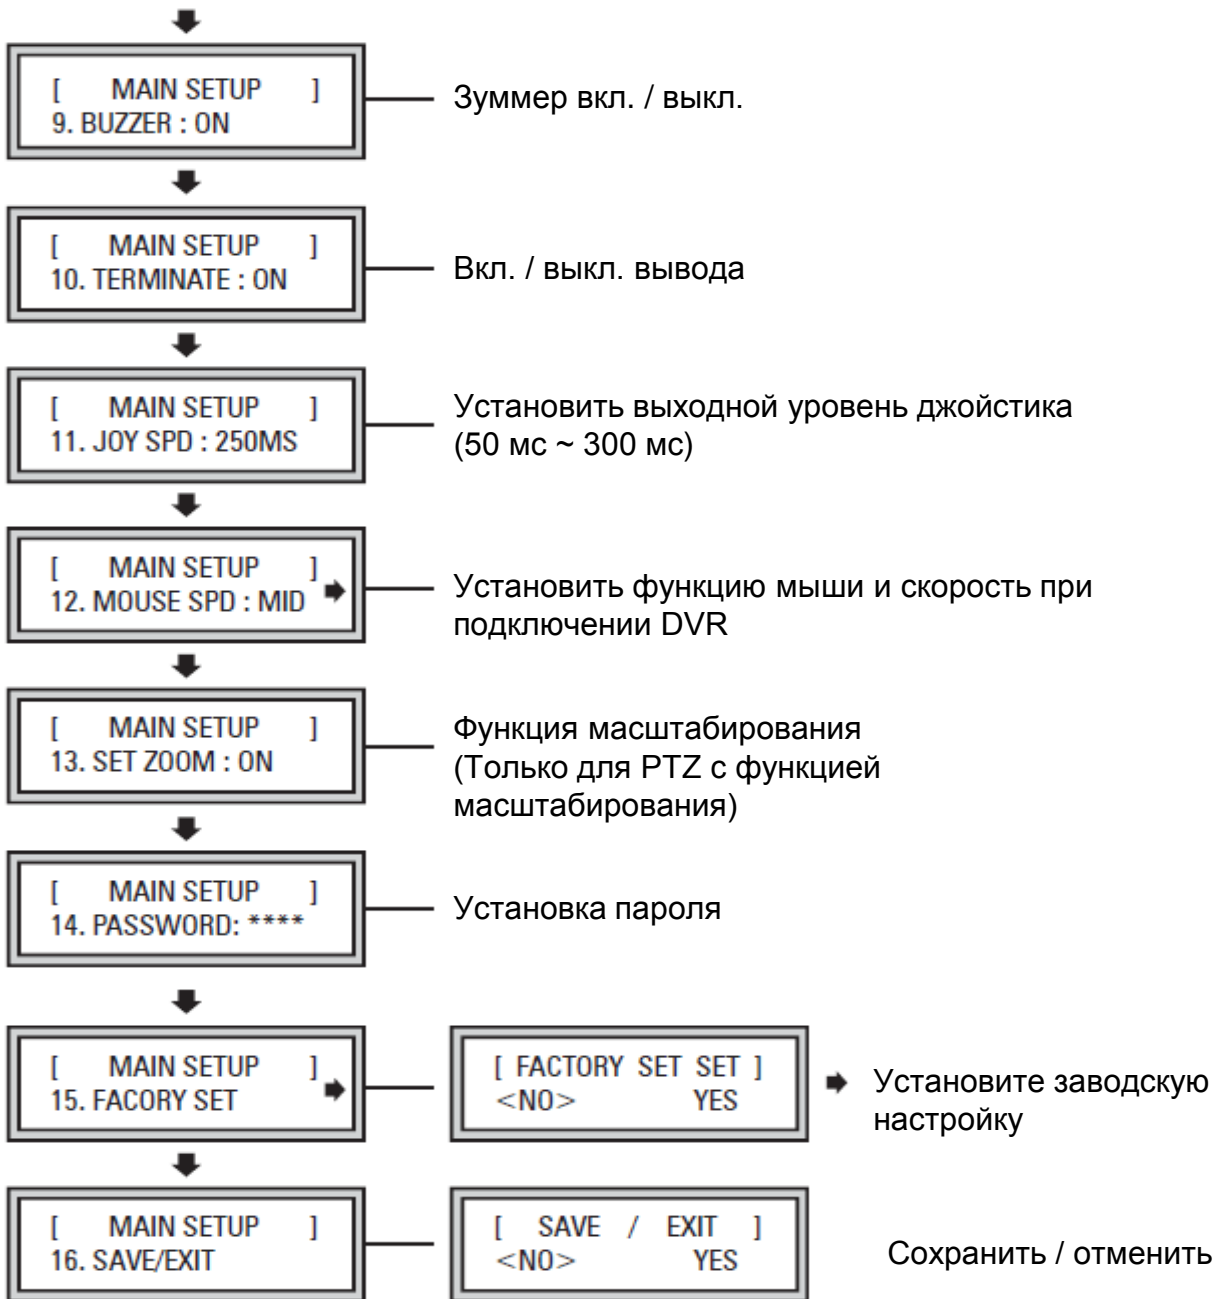 [ MAIN SETUP ]
9. BUZZER : ON
Зуммер вкл. / выкл.
[ MAIN SETUP ]
10. TERMINATE : ON
Вкл. / выкл. вывода
[ MAIN SETUP ]
11. JOY SPD : 250MS
Установить выходной уровень джойстика
(50 мс ~ 300 мс)
[ MAIN SETUP ]
12. MOUSE SPD : MID
Установить функцию мыши и скорость при
подключении DVR
[ MAIN SETUP ]
13. SET ZOOM : ON
Функция масштабирования
(Только для PTZ с функцией
масштабирования)
[ MAIN SETUP ]
14. PASSWORD: ****
Установка пароля
[ MAIN SETUP ]
15. FACORY SET
[ FACTORY SET SET ]
<NO> YES
Установите заводскую
настройку
[ MAIN SETUP ]
16. SAVE/EXIT
[ SAVE / EXIT ]
<NO> YES
Сохранить / отменить